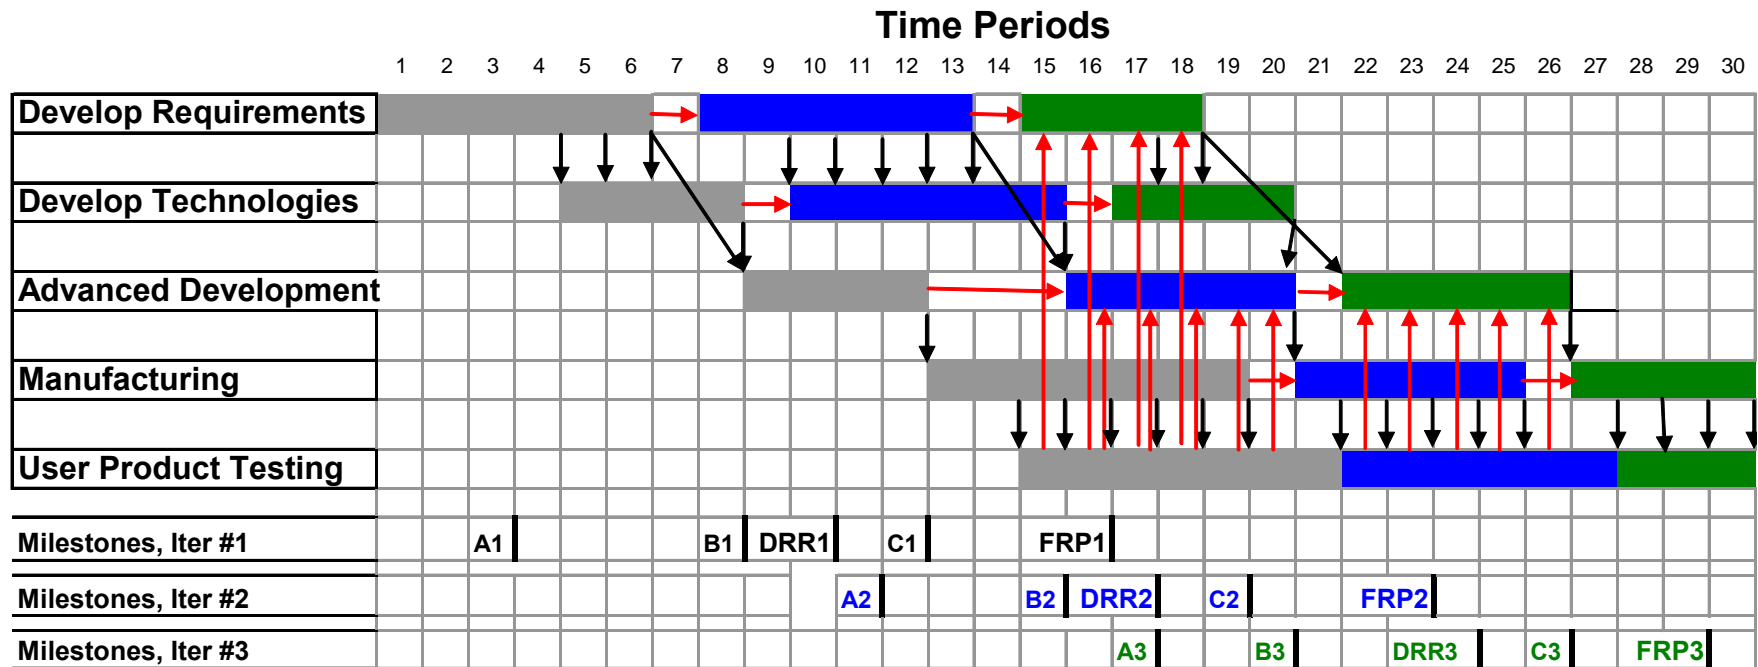 Time Periods
1 2 3 4 5 6 7 8 9 10 11 12 13 14 15 16 17 18 19 20 21 22 23 24 25 26 27 28 29 30
Develop Requirements
Develop Technologies
Advanced Development
Manufacturing
User Product Testing
Milestones, Iter #1 A1 B1 DRR1 C1 FRP1
Milestones, Iter #2 A2 B2 DRR2 C2 FRP2
Milestones, Iter #3 A3 B3 DRR3 C3 FRP3